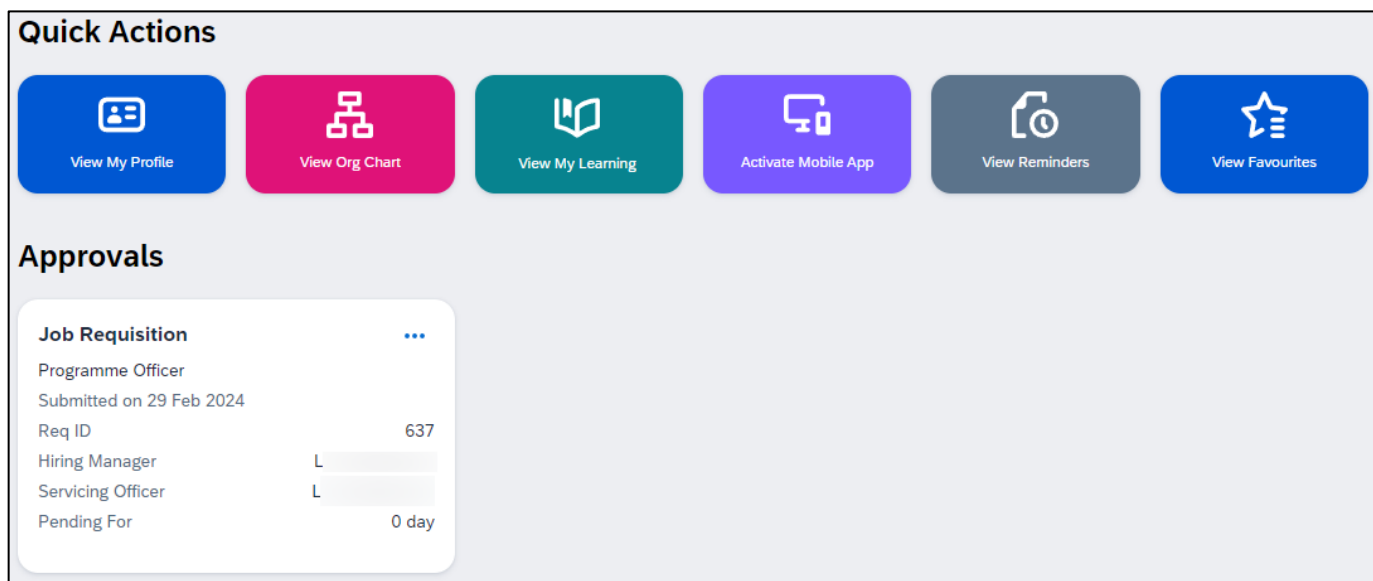 Quick Actions
View My Profile
View Org Chart
View My Learning
Activate Mobile App
View Reminders
View Favourites
Approvals
Job Requisition
Programme Officer
Submitted on 29 Feb 2024
Req ID 637
Hiring Manager L
Servicing Officer L
Pending For 0 day